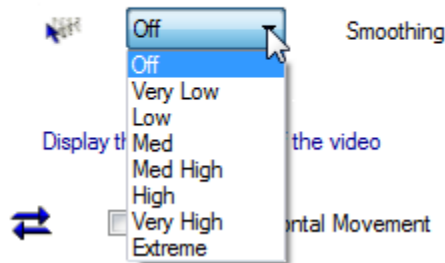 Off
Smoothing
Off
Very Low
Low
Display th
Med
the video
Med High
High
Very High
ontal Movement
Extreme